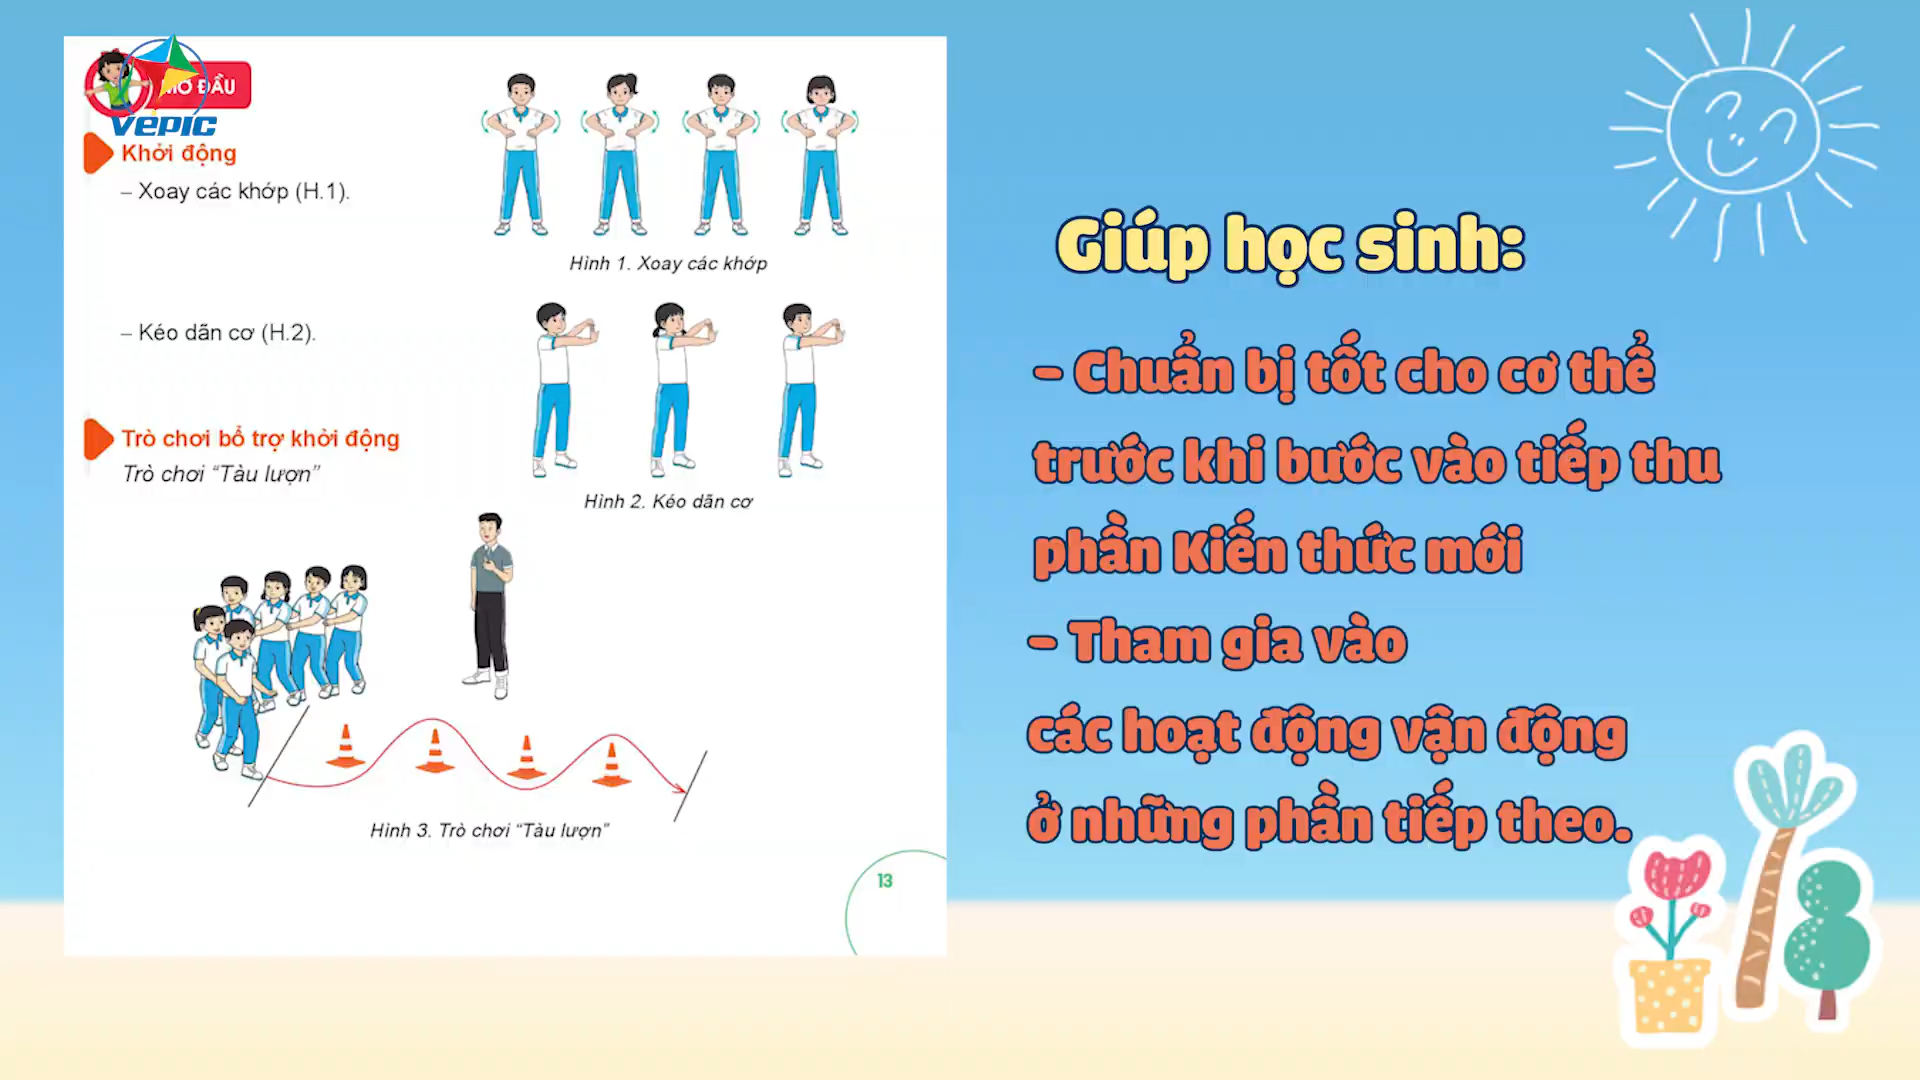 MỞ ĐẦU
VEPIC
Khởi động
– Xoay các khớp (H.1).
Hình 1. Xoay các khớp
– Kéo dãn cơ (H.2).
Hình 2. Kéo dãn cơ
Trò chơi bổ trợ khởi động
Trò chơi “Tàu lượn”
Hình 3. Trò chơi “Tàu lượn”
13
Giúp học sinh:
- Chuẩn bị tốt cho cơ thể
trước khi bước vào tiếp thu
phần Kiến thức mới
- Tham gia vào
các hoạt động vận động
ở những phần tiếp theo.